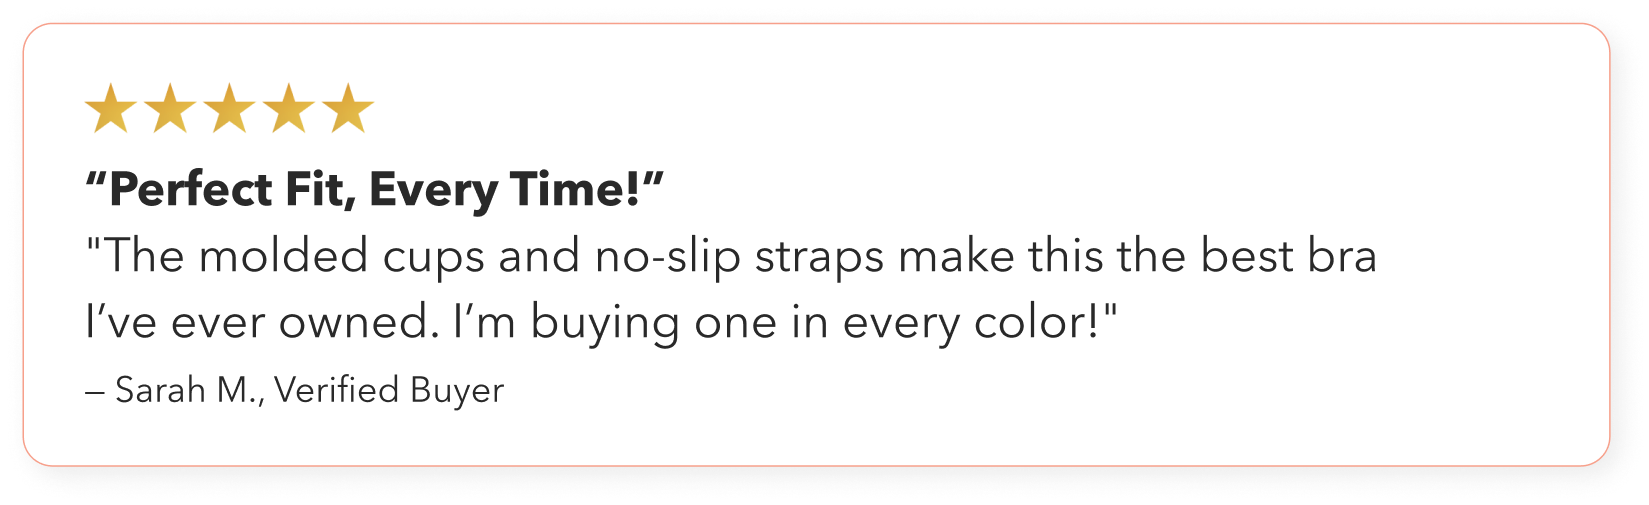 “Perfect Fit, Every Time!”
"The molded cups and no-slip straps make this the best bra
I’ve ever owned. I’m buying one in every color!"
– Sarah M., Verified Buyer